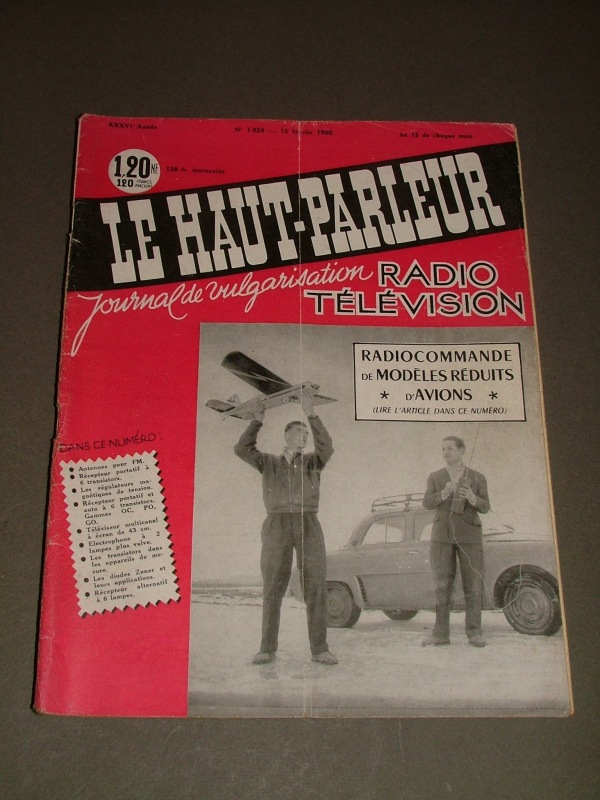 XXXVIe Année
N° 1 024 — 15 février 1960
Le 15 de chaque mois
1,20 NF
120 FRANCS ANCIENS
138 fr. marocains
LE HAUT-PARLEUR
Journal de vulgarisation
RADIO
TÉLÉVISION
RADIOCOMMANDE
DE MODÈLES RÉDUITS
* D'AVIONS *
(LIRE L'ARTICLE DANS CE NUMÉRO)
DANS CE NUMÉRO :
● Antennes pour FM.
● Récepteur portatif à
6 transistors.
● Les régulateurs ma-
gnétiques de tension.
● Récepteur portatif et
auto à 6 transistors.
Gammes OC, PO,
GO.
● Téléviseur multicanal
à écran de 43 cm.
● Electrophone à 2
lampes plus valve.
● Les transistors dans
les appareils de me-
sure.
● Les diodes Zener et
leurs applications.
● Récepteur alternatif
à 6 lampes.